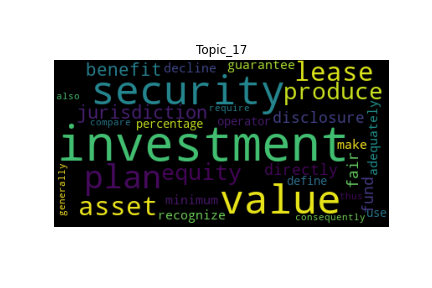 Topic_17
benefit decline guarantee lease
security produce
also jurisdiction require disclosure
compare percentage operator
investment make adequately
plan equity directly fair
generally asset minimum value define fund
recognize consequently thus use